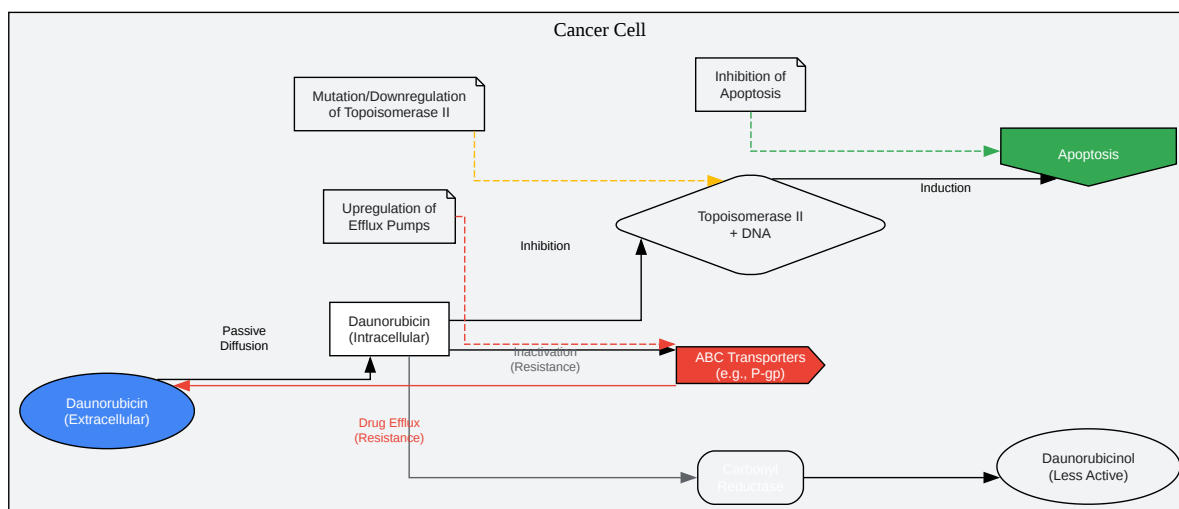 Cancer Cell
Inhibition of
Apoptosis
Mutation/Downregulation
of Topoisomerase II
Apoptosis
Induction
Upregulation of
Efflux Pumps
Topoisomerase II
+ DNA
Inhibition
Daunorubicin
(Intracellular)
Passive
Diffusion
Inactivation
(Resistance)
ABC Transporters
(e.g., P-gp)
Daunorubicin
(Extracellular)
Drug Efflux
(Resistance)
Carbonyl
Reductase
Daunorubicinol
(Less Active)